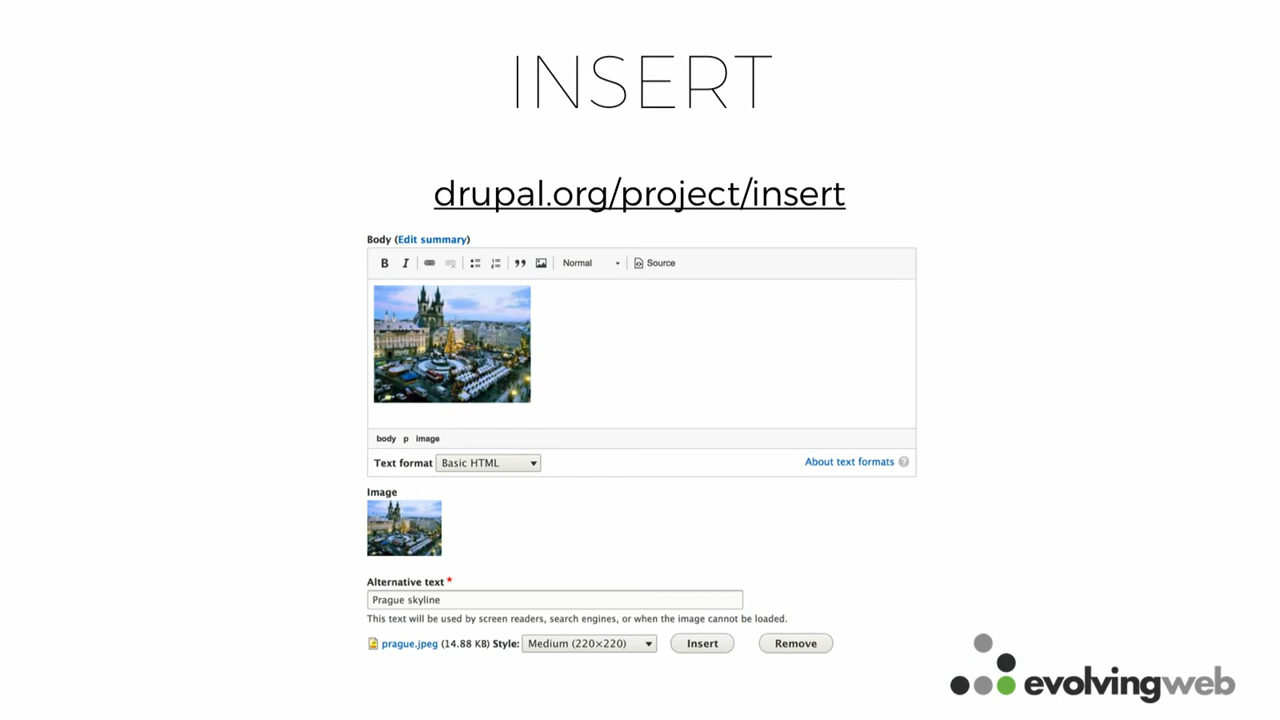 INSERT
drupal.org/project/insert
Body (Edit summary)
B I Normal Source
body p image
Text format Basic HTML About text formats ?
Image
Alternative text *
Prague skyline
This text will be used by screen readers, search engines, or when the image cannot be loaded.
prague.jpeg (14.88 KB) Style: Medium (220×220) Insert Remove
evolvingweb